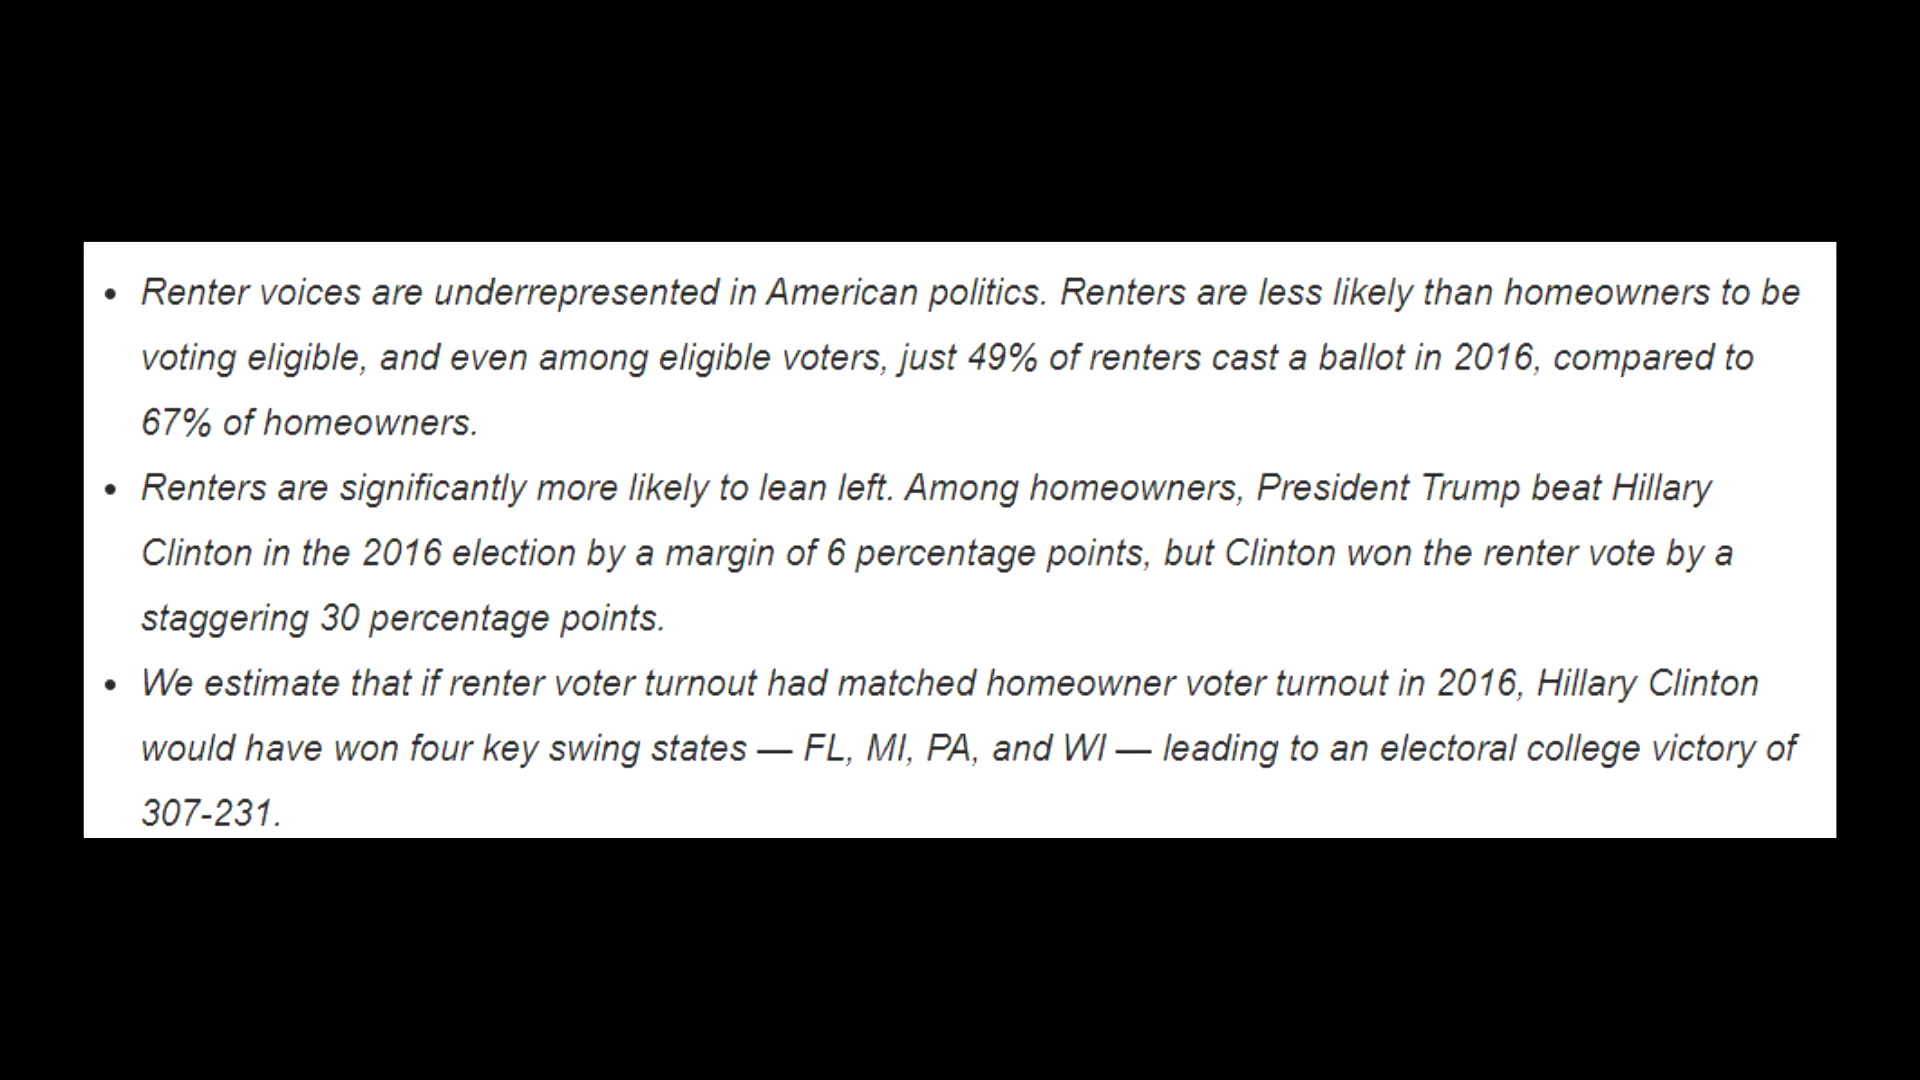 • Renter voices are underrepresented in American politics. Renters are less likely than homeowners to be
voting eligible, and even among eligible voters, just 49% of renters cast a ballot in 2016, compared to
67% of homeowners.
• Renters are significantly more likely to lean left. Among homeowners, President Trump beat Hillary
Clinton in the 2016 election by a margin of 6 percentage points, but Clinton won the renter vote by a
staggering 30 percentage points.
• We estimate that if renter voter turnout had matched homeowner voter turnout in 2016, Hillary Clinton
would have won four key swing states — FL, MI, PA, and WI — leading to an electoral college victory of
307-231.